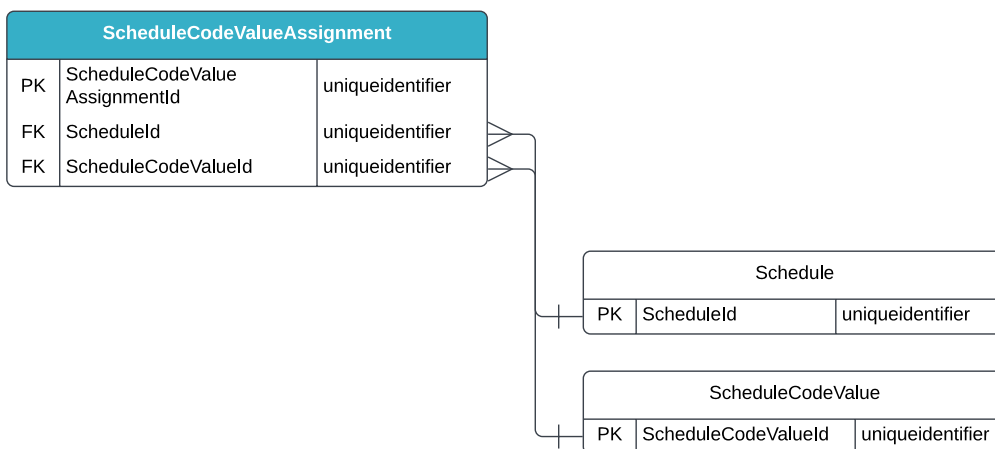 ScheduleCodeValueAssignment
PK ScheduleCodeValue uniqueidentifier
AssignmentId
FK ScheduleId uniqueidentifier
FK ScheduleCodeValueId uniqueidentifier
Schedule
PK ScheduleId uniqueidentifier
ScheduleCodeValue
PK ScheduleCodeValueId uniqueidentifier